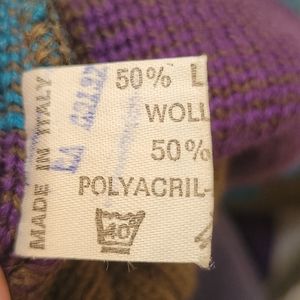 50% L
WOLL
50%
POLYACRIL-
40°
MADE IN ITALY